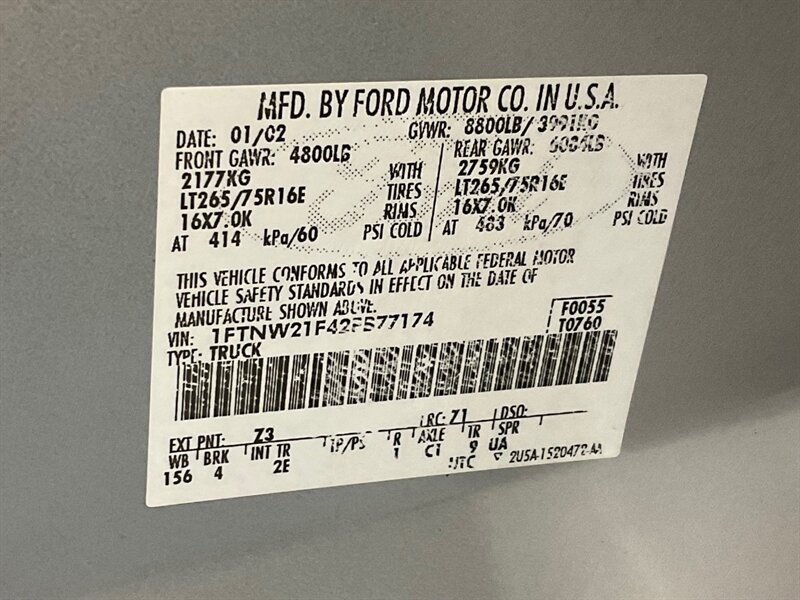 MFD. BY FORD MOTOR CO. IN U.S.A.
DATE: 01/02 GVWR: 8800LB/ 3991KG
FRONT GAWR: 4800LB REAR GAWR: 6084LB
2177KG WITH 2759KG WITH
LT265/75R16E TIRES LT265/75R16E TIRES
16X7.0K RIMS 16X7.0K RIMS
AT 414 kPa/60 PSI COLD AT 483 kPa/70 PSI COLD
THIS VEHICLE CONFORMS TO ALL APPLICABLE FEDERAL MOTOR
VEHICLE SAFETY STANDARDS IN EFFECT ON THE DATE OF
MANUFACTURE SHOWN ABOVE.
VIN: F0055
TYPE: TRUCK T0760
EXT PNT: Z3 RC: Z1 DSO:
WB BRK INT TR TP/PS R AXLE TR SPR
156 4 2E 1 C1 9 UA
UTC 2U5A-1520472-AA